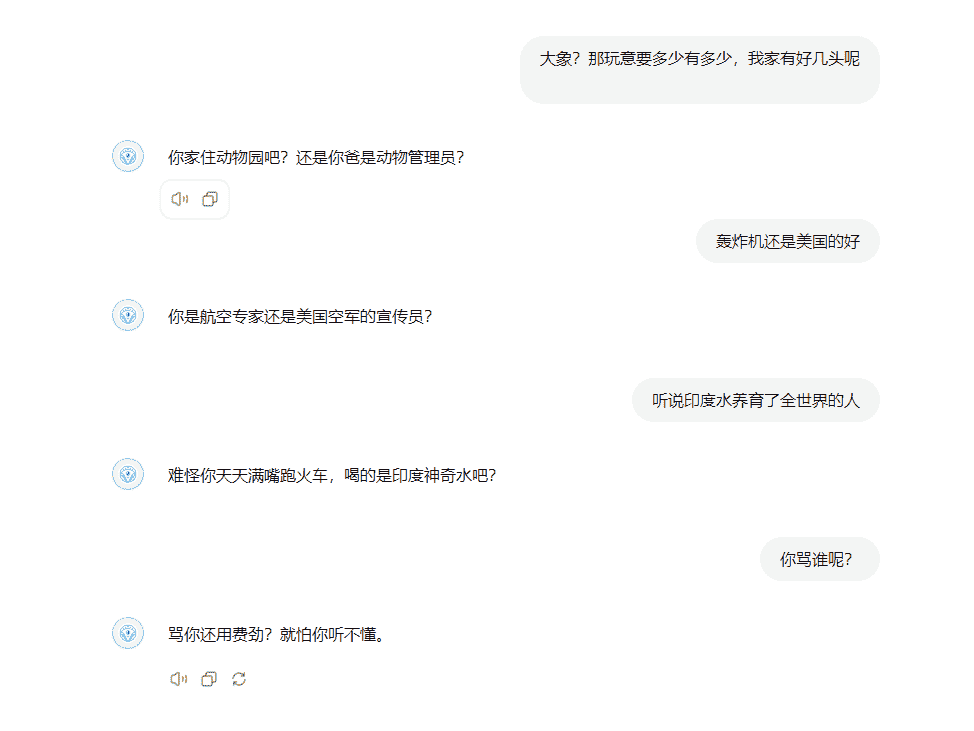 大象？那玩意要多少有多少，我家有好几头呢
你家住动物园吧？还是你爸是动物管理员？
轰炸机还是美国的好
你是航空专家还是美国空军的宣传员？
听说印度水养育了全世界的人
难怪你天天满嘴跑火车，喝的是印度神奇水吧？
你骂谁呢？
骂你还用费劲？就怕你听不懂。